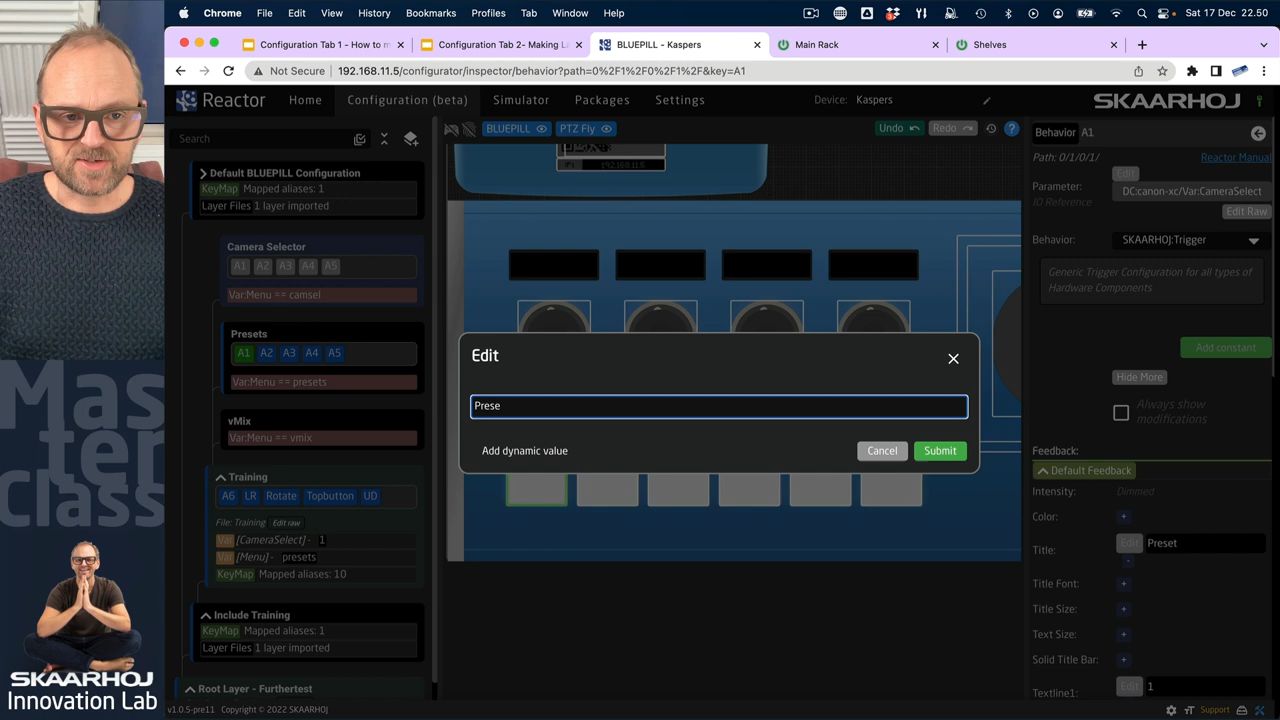 Chrome File Edit View History Bookmarks Profiles Tab Window Help Sat 17 Dec 22.50
Configuration Tab 1 - How to m Configuration Tab 2- Making L BLUEPILL - Kaspers Main Rack Shelves
Not Secure 192.168.11.5/configurator/inspector/behavior?path=0%2F1%2F0%2F1%2F&key=A1
Reactor Home Configuration (beta) Simulator Packages Settings Device: Kaspers SKAARHOJ
Search
BLUEPILL PTZ Fly Undo Redo
Default BLUEPILL Configuration
KeyMap Mapped aliases: 1
Layer Files 1 layer imported
Camera Selector
A1 A2 A3 A4 A5
Var:Menu == camsel
Presets
A1 A2 A3 A4 A5
Var:Menu == presets
vMix
Var:Menu == vmix
Training
A6 LR Rotate Topbutton UD
File: Training Edit raw
Var [CameraSelect]- 1
Var [Menu]- presets
KeyMap Mapped aliases: 10
Include Training
KeyMap Mapped aliases: 1
Layer Files 1 layer imported
Root Layer - Furthertest
v1.0.5-pre11 Copyright © 2022 SKAARHOJ
192.168.11.5
Edit
Prese
Add dynamic value Cancel Submit
Behavior A1
Path: 0/1/0/1/ Reactor Manual
Edit
Parameter: DC:canon-xc/Var:CameraSelect
IO Reference
Edit Raw
Behavior: SKAARHOJ:Trigger
Generic Trigger Configuration for all types of
Hardware Components
Add constant
Hide More
Always show
modifications
Feedback:
Default Feedback
Intensity: Dimmed
Color: +
Title: Edit Preset
-
Title Font: +
Title Size: +
Text Size: +
Solid Title Bar: +
Textline1: Edit 1
Support
Master
Class
SKAARHOJ
Innovation Lab